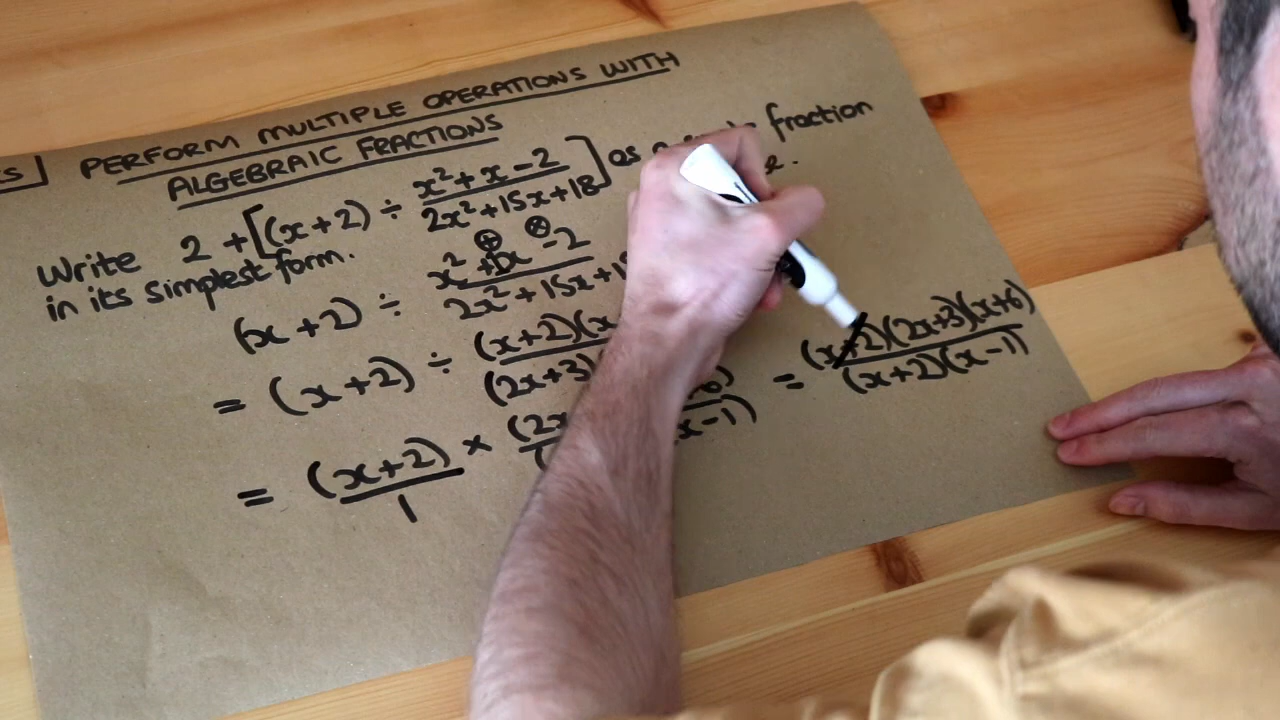 PERFORM MULTIPLE OPERATIONS WITH
ALGEBRAIC FRACTIONS
Write 2 + [(x+2) ÷ (x²+x-2)/(2x²+15x+18)] as fraction
in its simplest form.
(x+2) ÷ (x²+1x-2)/(2x²+15x+
= (x+2) ÷ (x+2)(x
(2x+3)
= (x+2)/1 × (2x
x-1)
= (x+2)(2x+3)(x+6)/(x+2)(x-1)